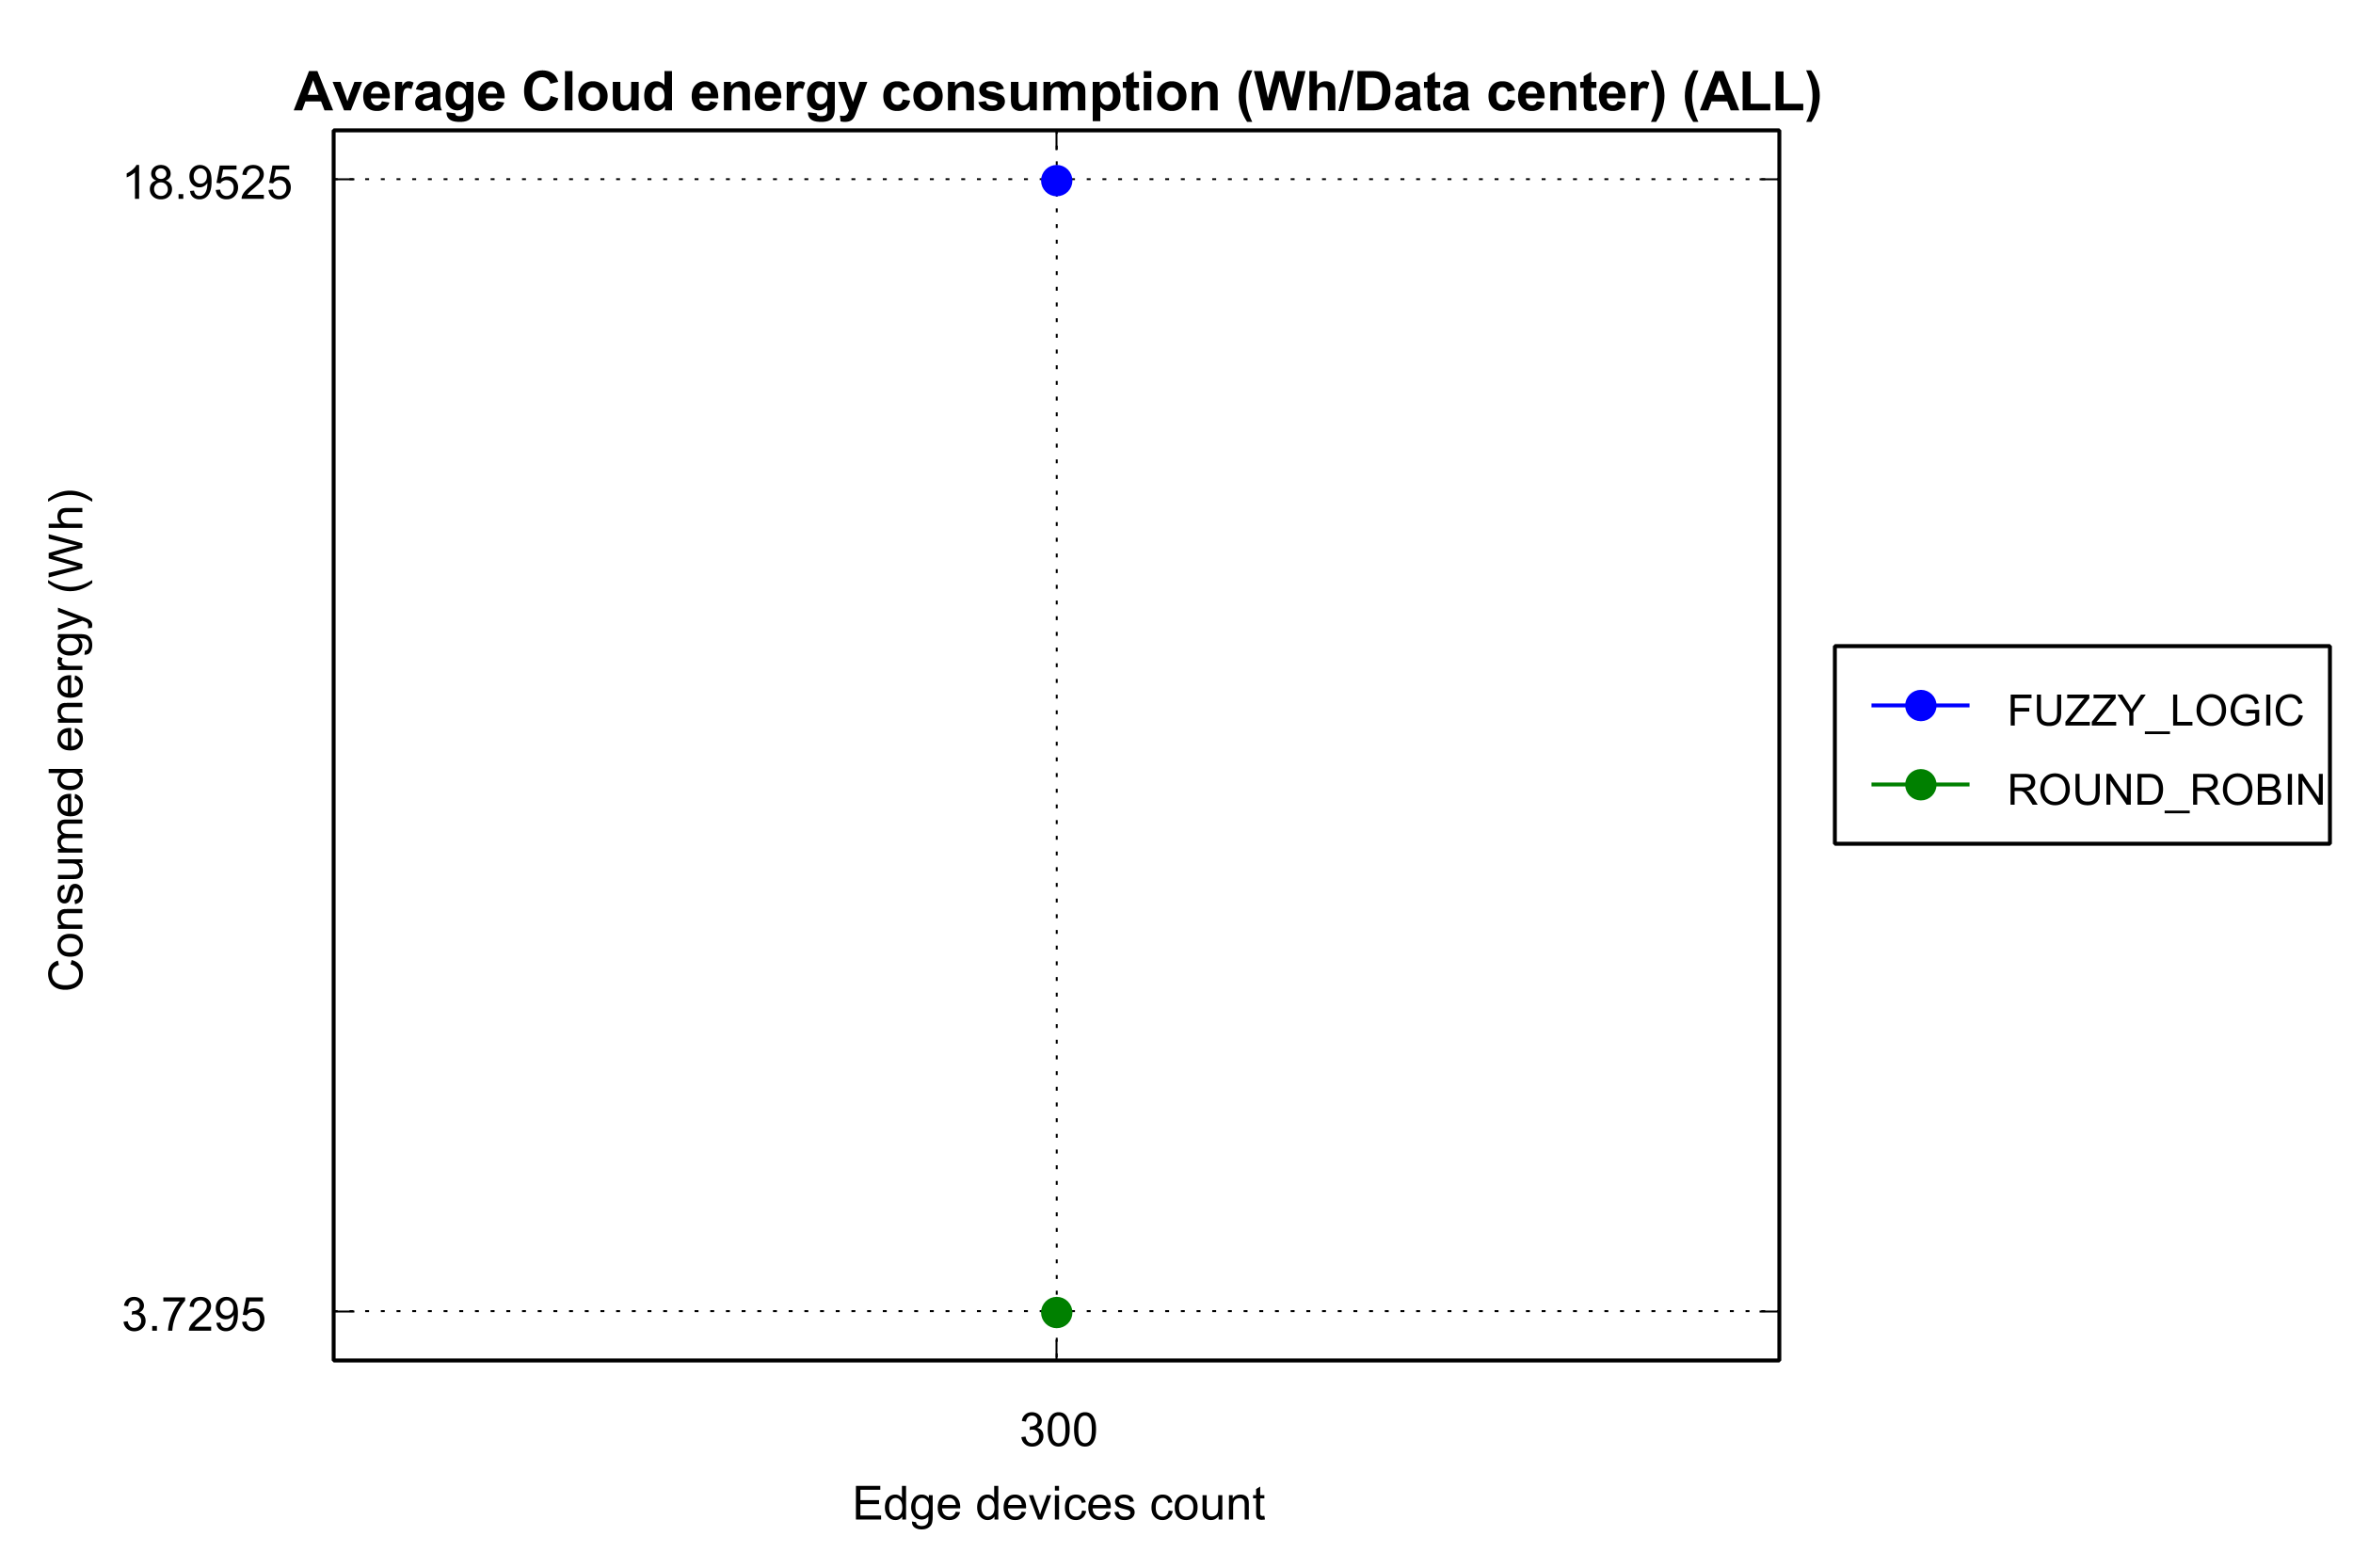 Average Cloud energy consumption (Wh/Data center) (ALL)
18.9525
Consumed energy (Wh)
FUZZY_LOGIC
ROUND_ROBIN
3.7295
300
Edge devices count